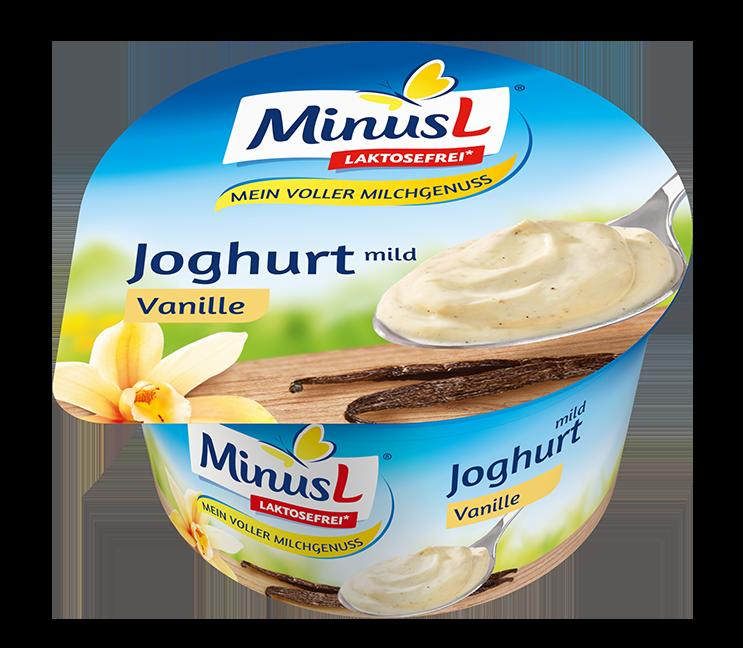 MinusL®
LAKTOSEFREI*
MEIN VOLLER MILCHGENUSS
Joghurt mild
Vanille
MinusL®
LAKTOSEFREI*
MEIN VOLLER MILCHGENUSS
mild
Joghurt
Vanille